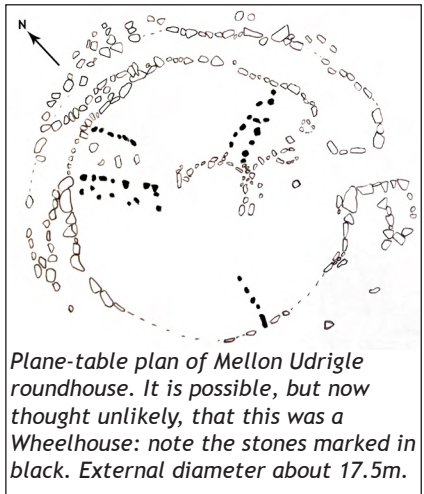 N
Plane-table plan of Mellon Udrigle
roundhouse. It is possible, but now
thought unlikely, that this was a
Wheelhouse: note the stones marked in
black. External diameter about 17.5m.